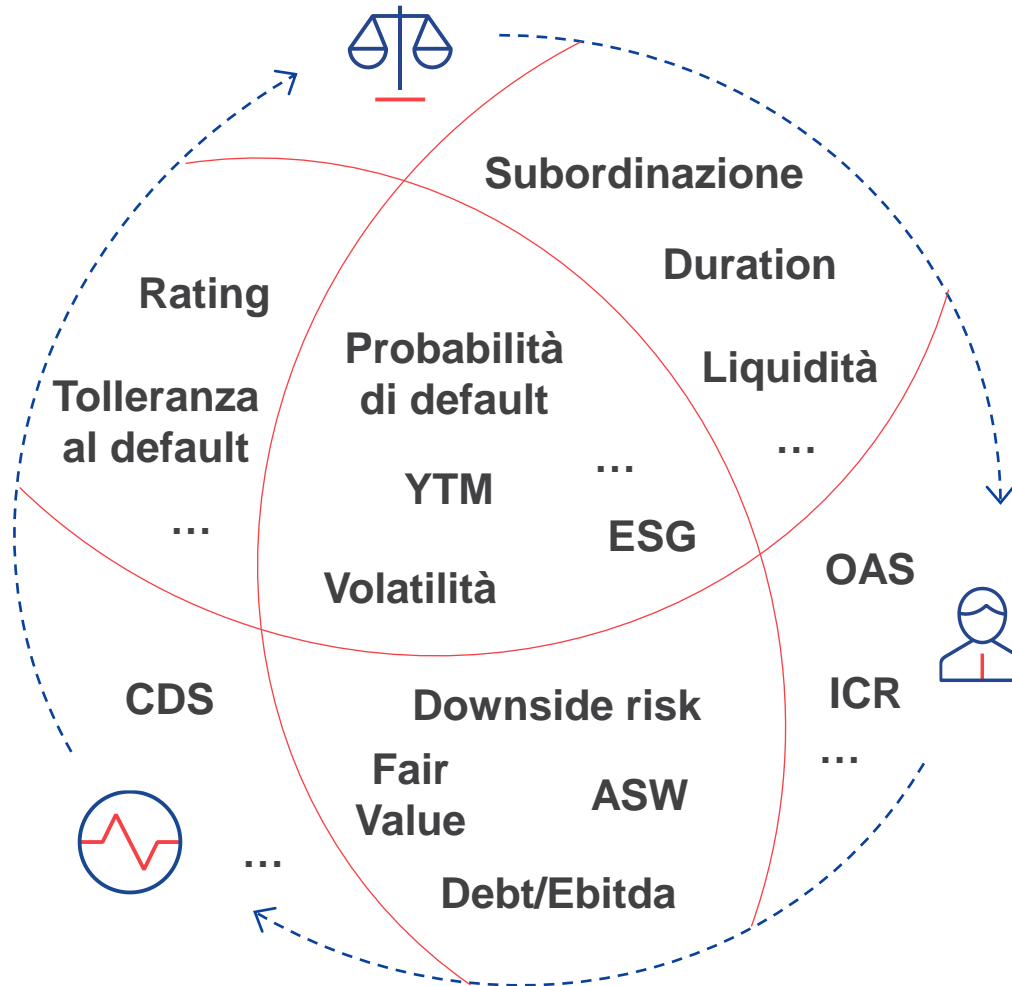 Subordinazione
Duration
Rating
Probabilità
di default
Liquidità
Tolleranza
al default
...
...
YTM
...
ESG
OAS
Volatilità
CDS
Downside risk
ICR
...
Fair
Value
ASW
...
Debt/Ebitda